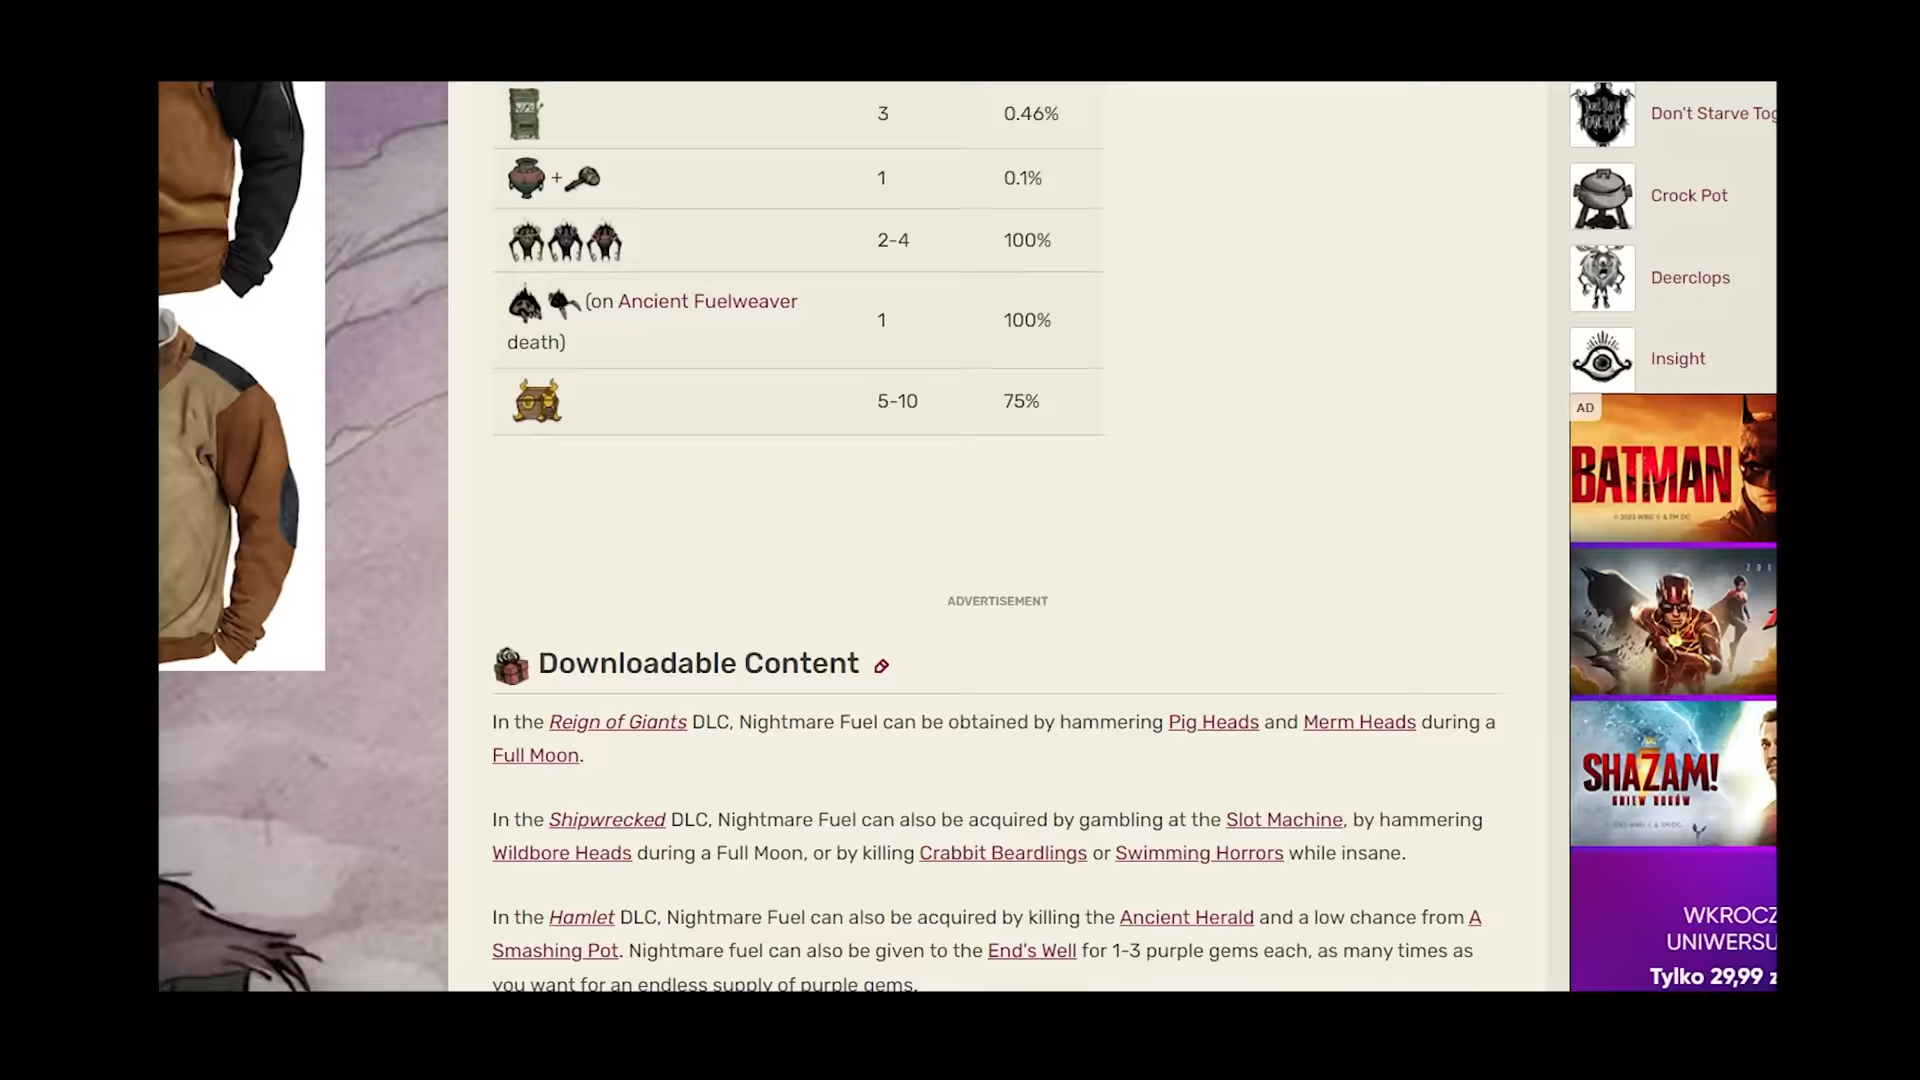 3 0.46%
+ 1 0.1%
2-4 100%
(on Ancient Fuelweaver
death) 1 100%
5-10 75%
ADVERTISEMENT
Downloadable Content
In the Reign of Giants DLC, Nightmare Fuel can be obtained by hammering Pig Heads and Merm Heads during a
Full Moon.
In the Shipwrecked DLC, Nightmare Fuel can also be acquired by gambling at the Slot Machine, by hammering
Wildbore Heads during a Full Moon, or by killing Crabbit Beardlings or Swimming Horrors while insane.
In the Hamlet DLC, Nightmare Fuel can also be acquired by killing the Ancient Herald and a low chance from A
Smashing Pot. Nightmare fuel can also be given to the End's Well for 1-3 purple gems each, as many times as
you want for an endless supply of purple gems.
Don't Starve Tog
Crock Pot
Deerclops
Insight
AD
BATMAN
SHAZAM!
GNIEW BOGÓW
WKROCZ
UNIWERSU
Tylko 29,99 z